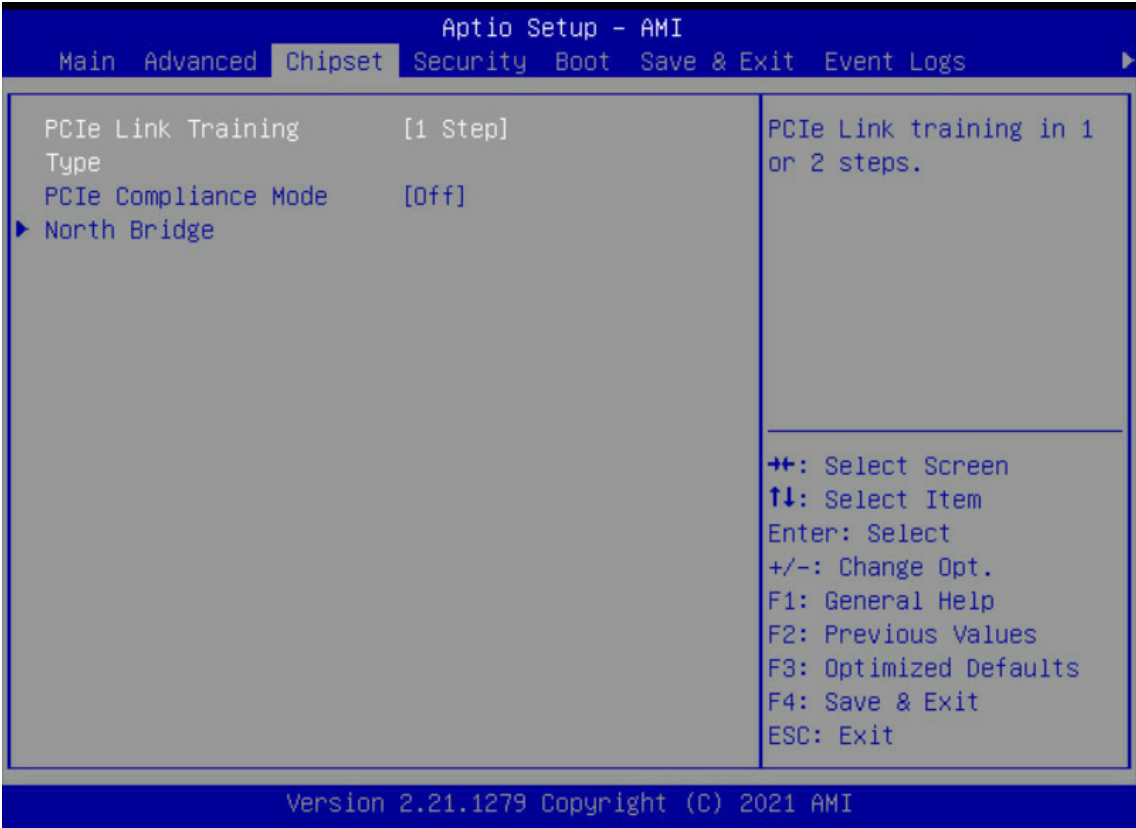 Aptio Setup – AMI
Main Advanced Chipset Security Boot Save & Exit Event Logs
PCIe Link Training [1 Step]
Type
PCIe Compliance Mode [Off]
North Bridge
PCIe Link training in 1
or 2 steps.
→←: Select Screen
↑↓: Select Item
Enter: Select
+/-: Change Opt.
F1: General Help
F2: Previous Values
F3: Optimized Defaults
F4: Save & Exit
ESC: Exit
Version 2.21.1279 Copyright (C) 2021 AMI